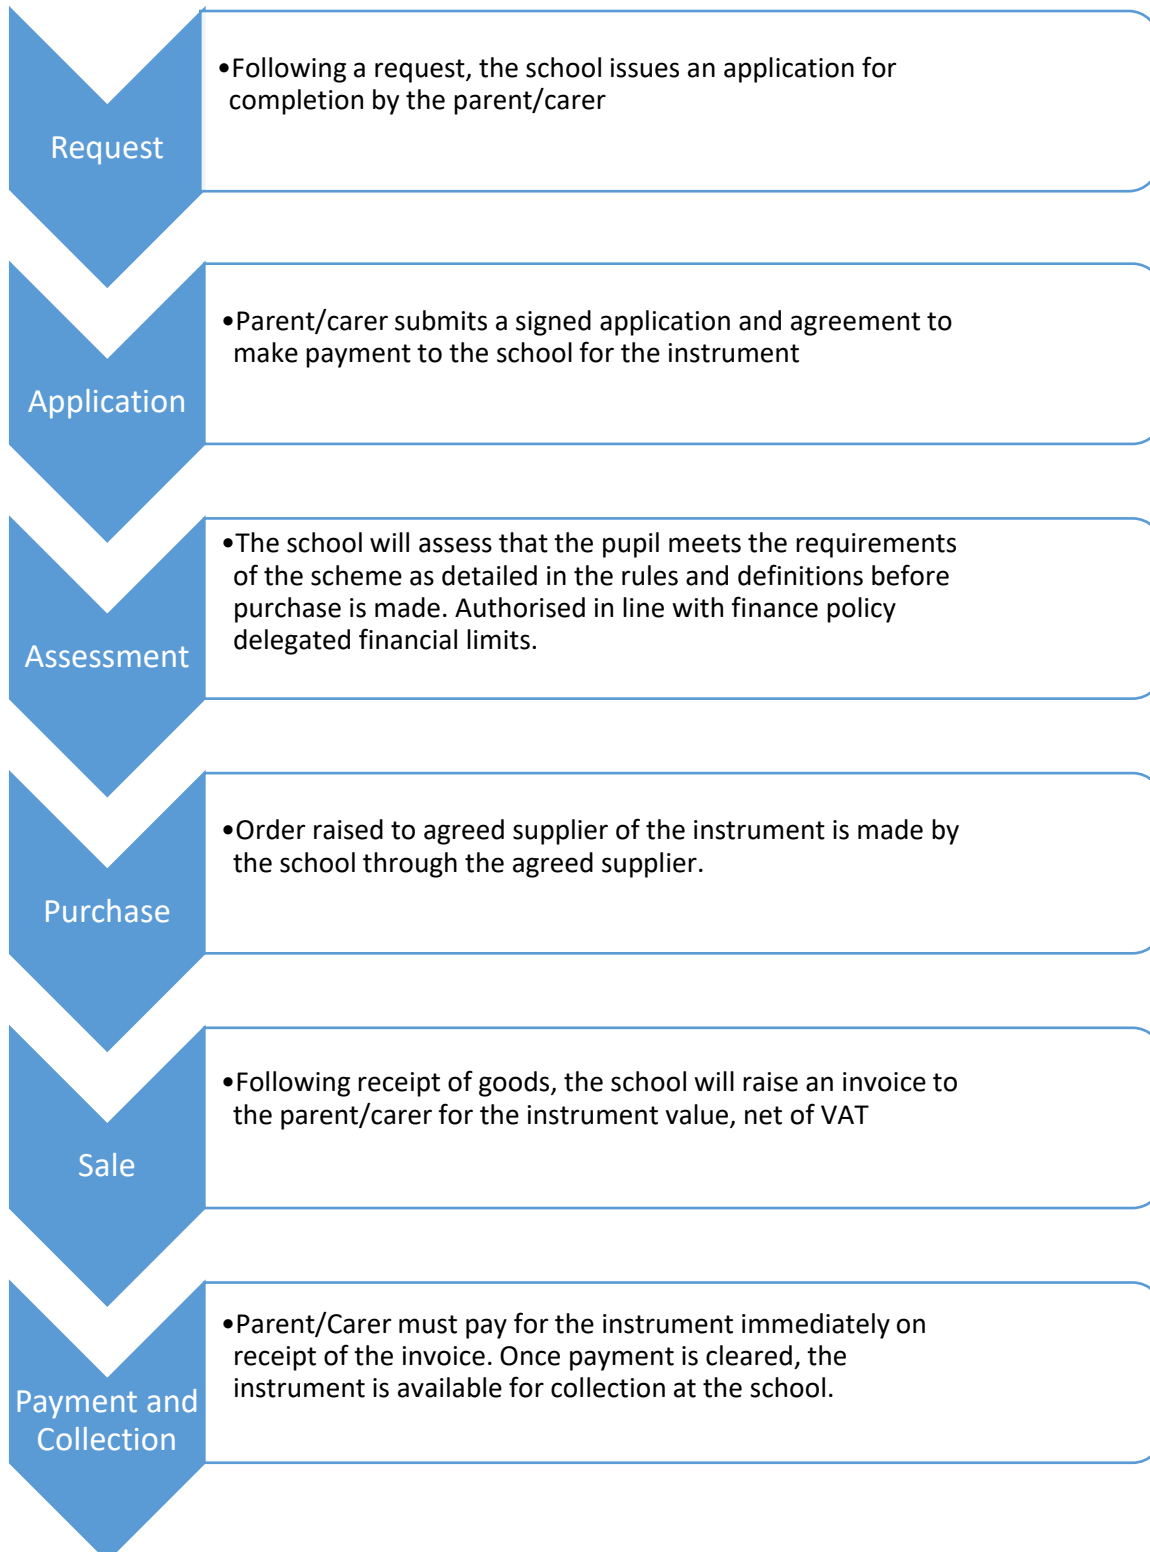 Request
•Following a request, the school issues an application for
completion by the parent/carer
Application
•Parent/carer submits a signed application and agreement to
make payment to the school for the instrument
Assessment
•The school will assess that the pupil meets the requirements
of the scheme as detailed in the rules and definitions before
purchase is made. Authorised in line with finance policy
delegated financial limits.
Purchase
•Order raised to agreed supplier of the instrument is made by
the school through the agreed supplier.
Sale
•Following receipt of goods, the school will raise an invoice to
the parent/carer for the instrument value, net of VAT
Payment and
Collection
•Parent/Carer must pay for the instrument immediately on
receipt of the invoice. Once payment is cleared, the
instrument is available for collection at the school.